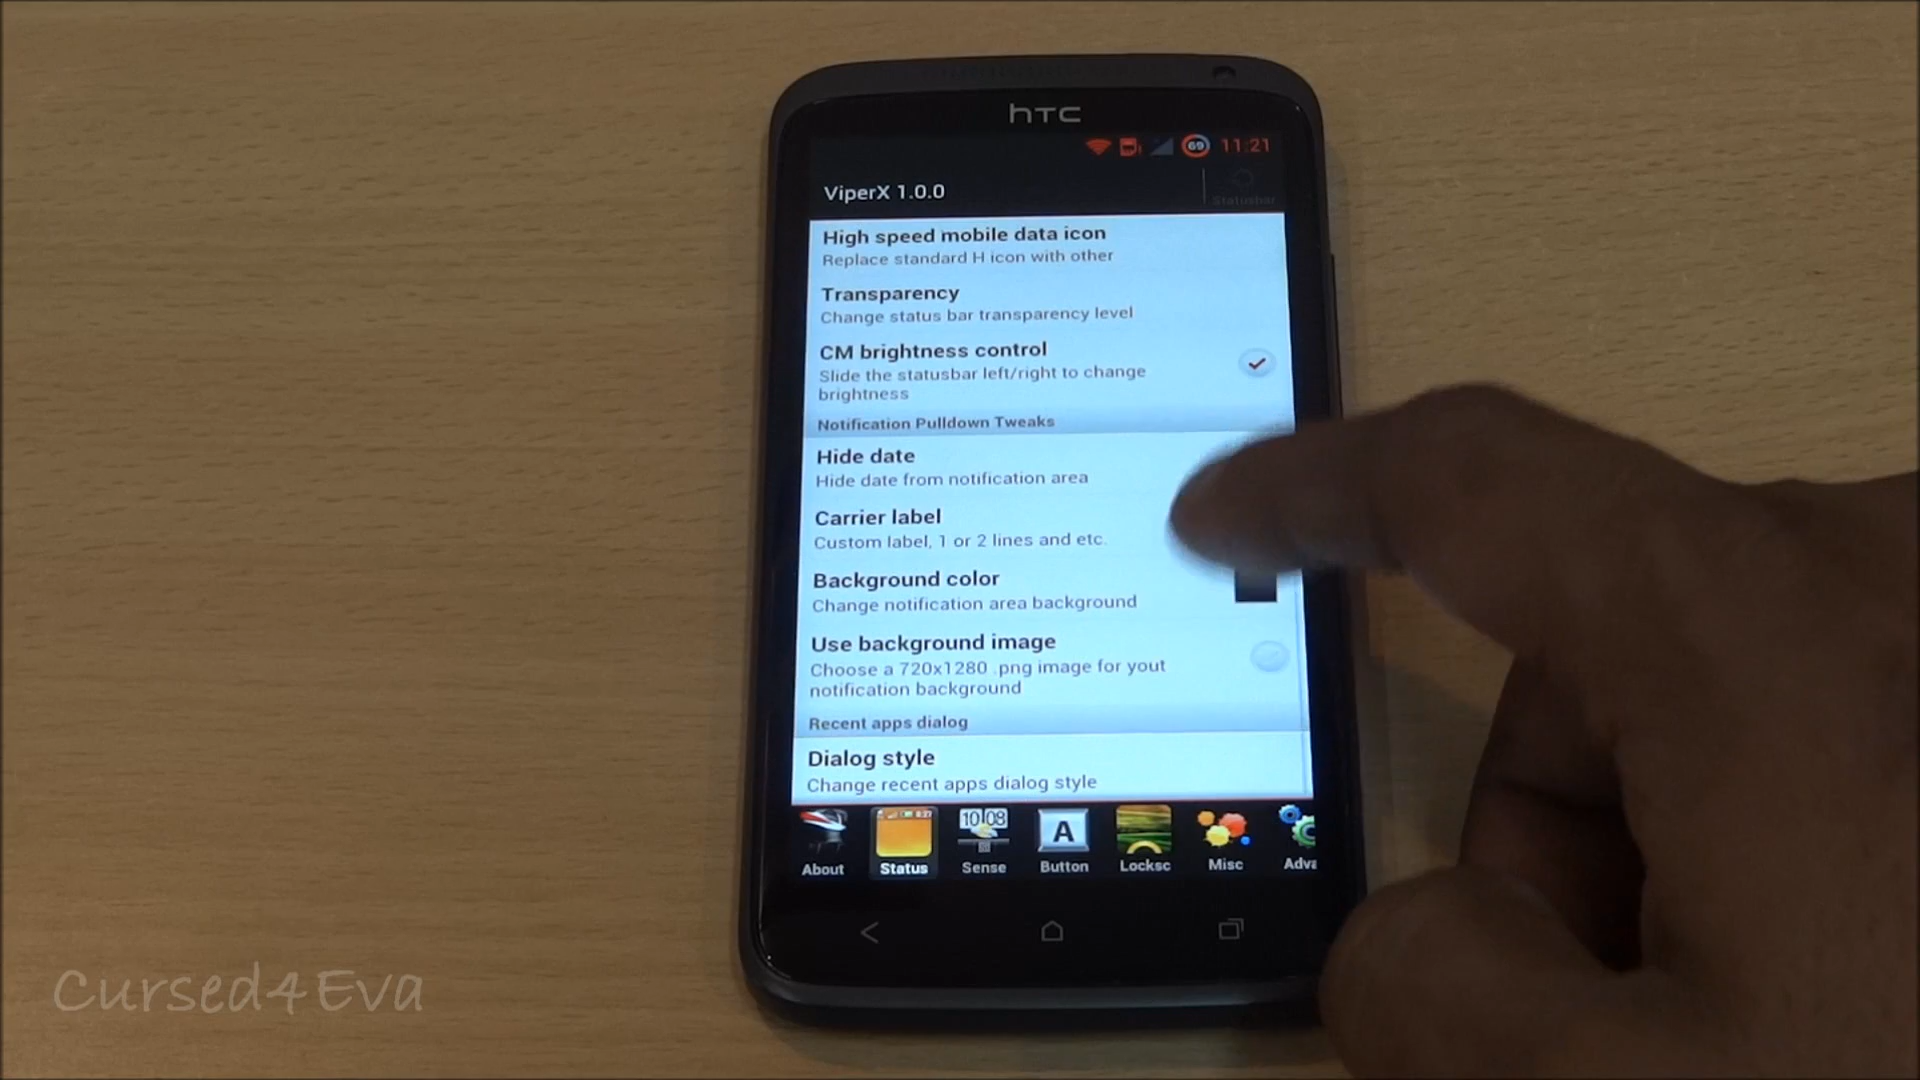 hTC
69 11:21
ViperX 1.0.0
Statusbar
High speed mobile data icon
Replace standard H icon with other
Transparency
Change status bar transparency level
CM brightness control
Slide the statusbar left/right to change
brightness
Notification Pulldown Tweaks
Hide date
Hide date from notification area
Carrier label
Custom label, 1 or 2 lines and etc.
Background color
Change notification area background
Use background image
Choose a 720x1280 .png image for yout
notification background
Recent apps dialog
Dialog style
Change recent apps dialog style
10 08
A
About Status Sense Button Locksc Misc Adva
Cursed4Eva